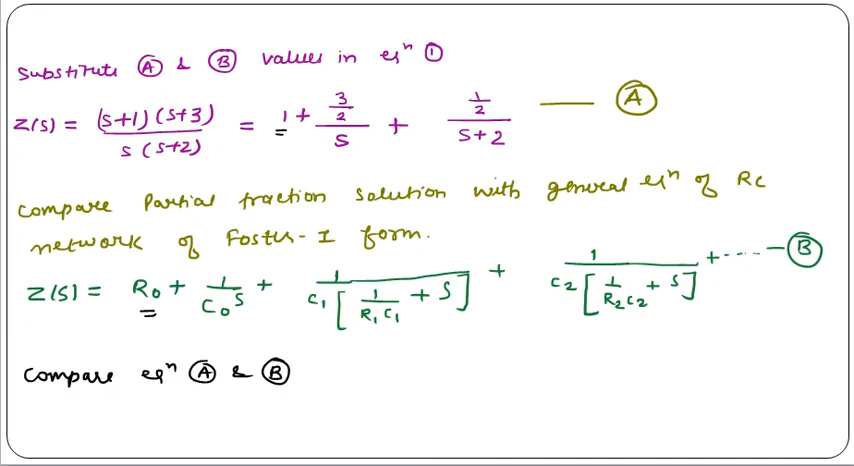 Substitute Ⓐ & Ⓑ values in eqⁿ ①
Z(s) = (s+1)(s+3) / s(s+2) = 1 + (3/2)/s + (1/2)/(s+2) — Ⓐ
Compare Partial fraction solution with general eqⁿ of RC
network of Foster-I form.
Z(s) = R₀ + 1/(C₀s) + 1/(C₁[1/(R₁C₁) + s]) + 1/(C₂[1/(R₂C₂) + s]) + ---- — Ⓑ
Compare eqⁿ Ⓐ & Ⓑ